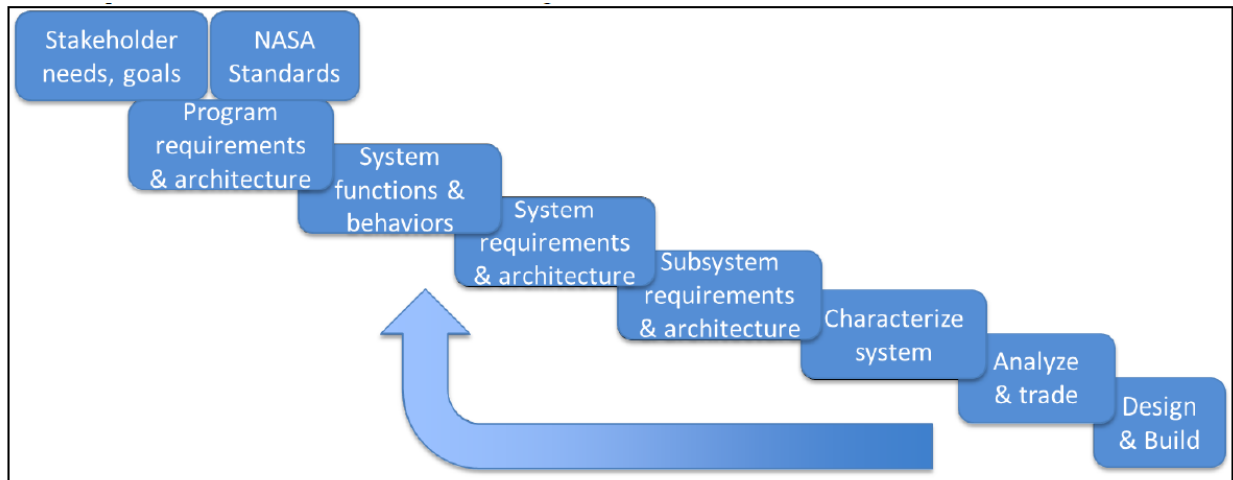 Stakeholder
needs, goals
NASA
Standards
Program
requirements
& architecture
System
functions &
behaviors
System
requirements
& architecture
Subsystem
requirements
& architecture
Characterize
system
Analyze
& trade
Design
& Build